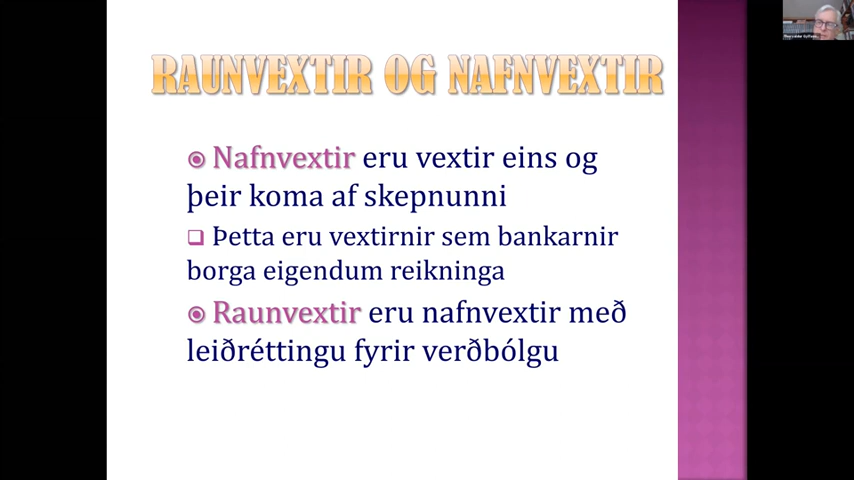 RAUNVEXTIR OG NAFNVEXTIR
Nafnvextir eru vextir eins og
þeir koma af skepnunni
Þetta eru vextirnir sem bankarnir
borga eigendum reikninga
Raunvextir eru nafnvextir með
leiðréttingu fyrir verðbólgu